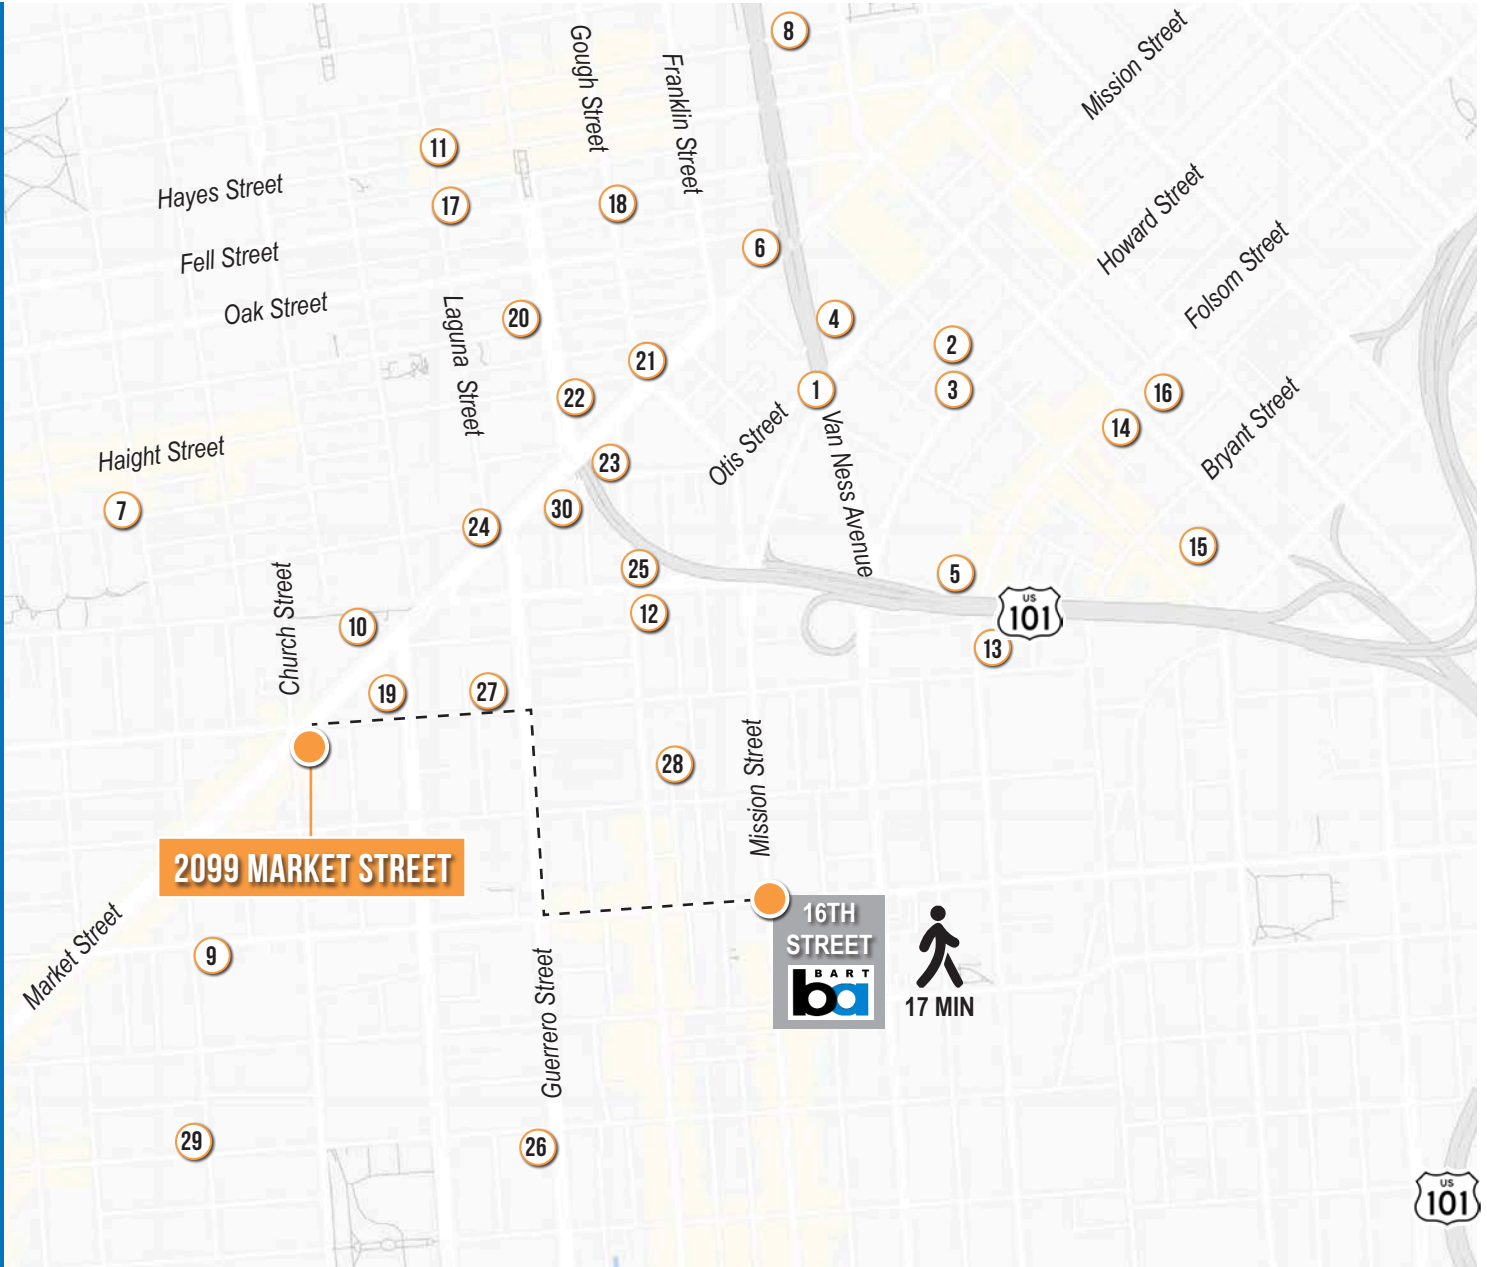 8
Mission Street
Gough Street
Franklin Street
11
Hayes Street
17
18
Howard Street
6
Fell Street
Folsom Street
Oak Street
Laguna Street
20
4
2
21
1
3
16
22
14
Otis Street
Van Ness Avenue
Bryant Street
Haight Street
23
7
30
24
15
25
5
US
101
12
Church Street
10
13
19
27
28
Mission Street
2099 MARKET STREET
16TH
STREET
BART
ba
17 MIN
Market Street
9
Guerrero Street
29
26
US
101